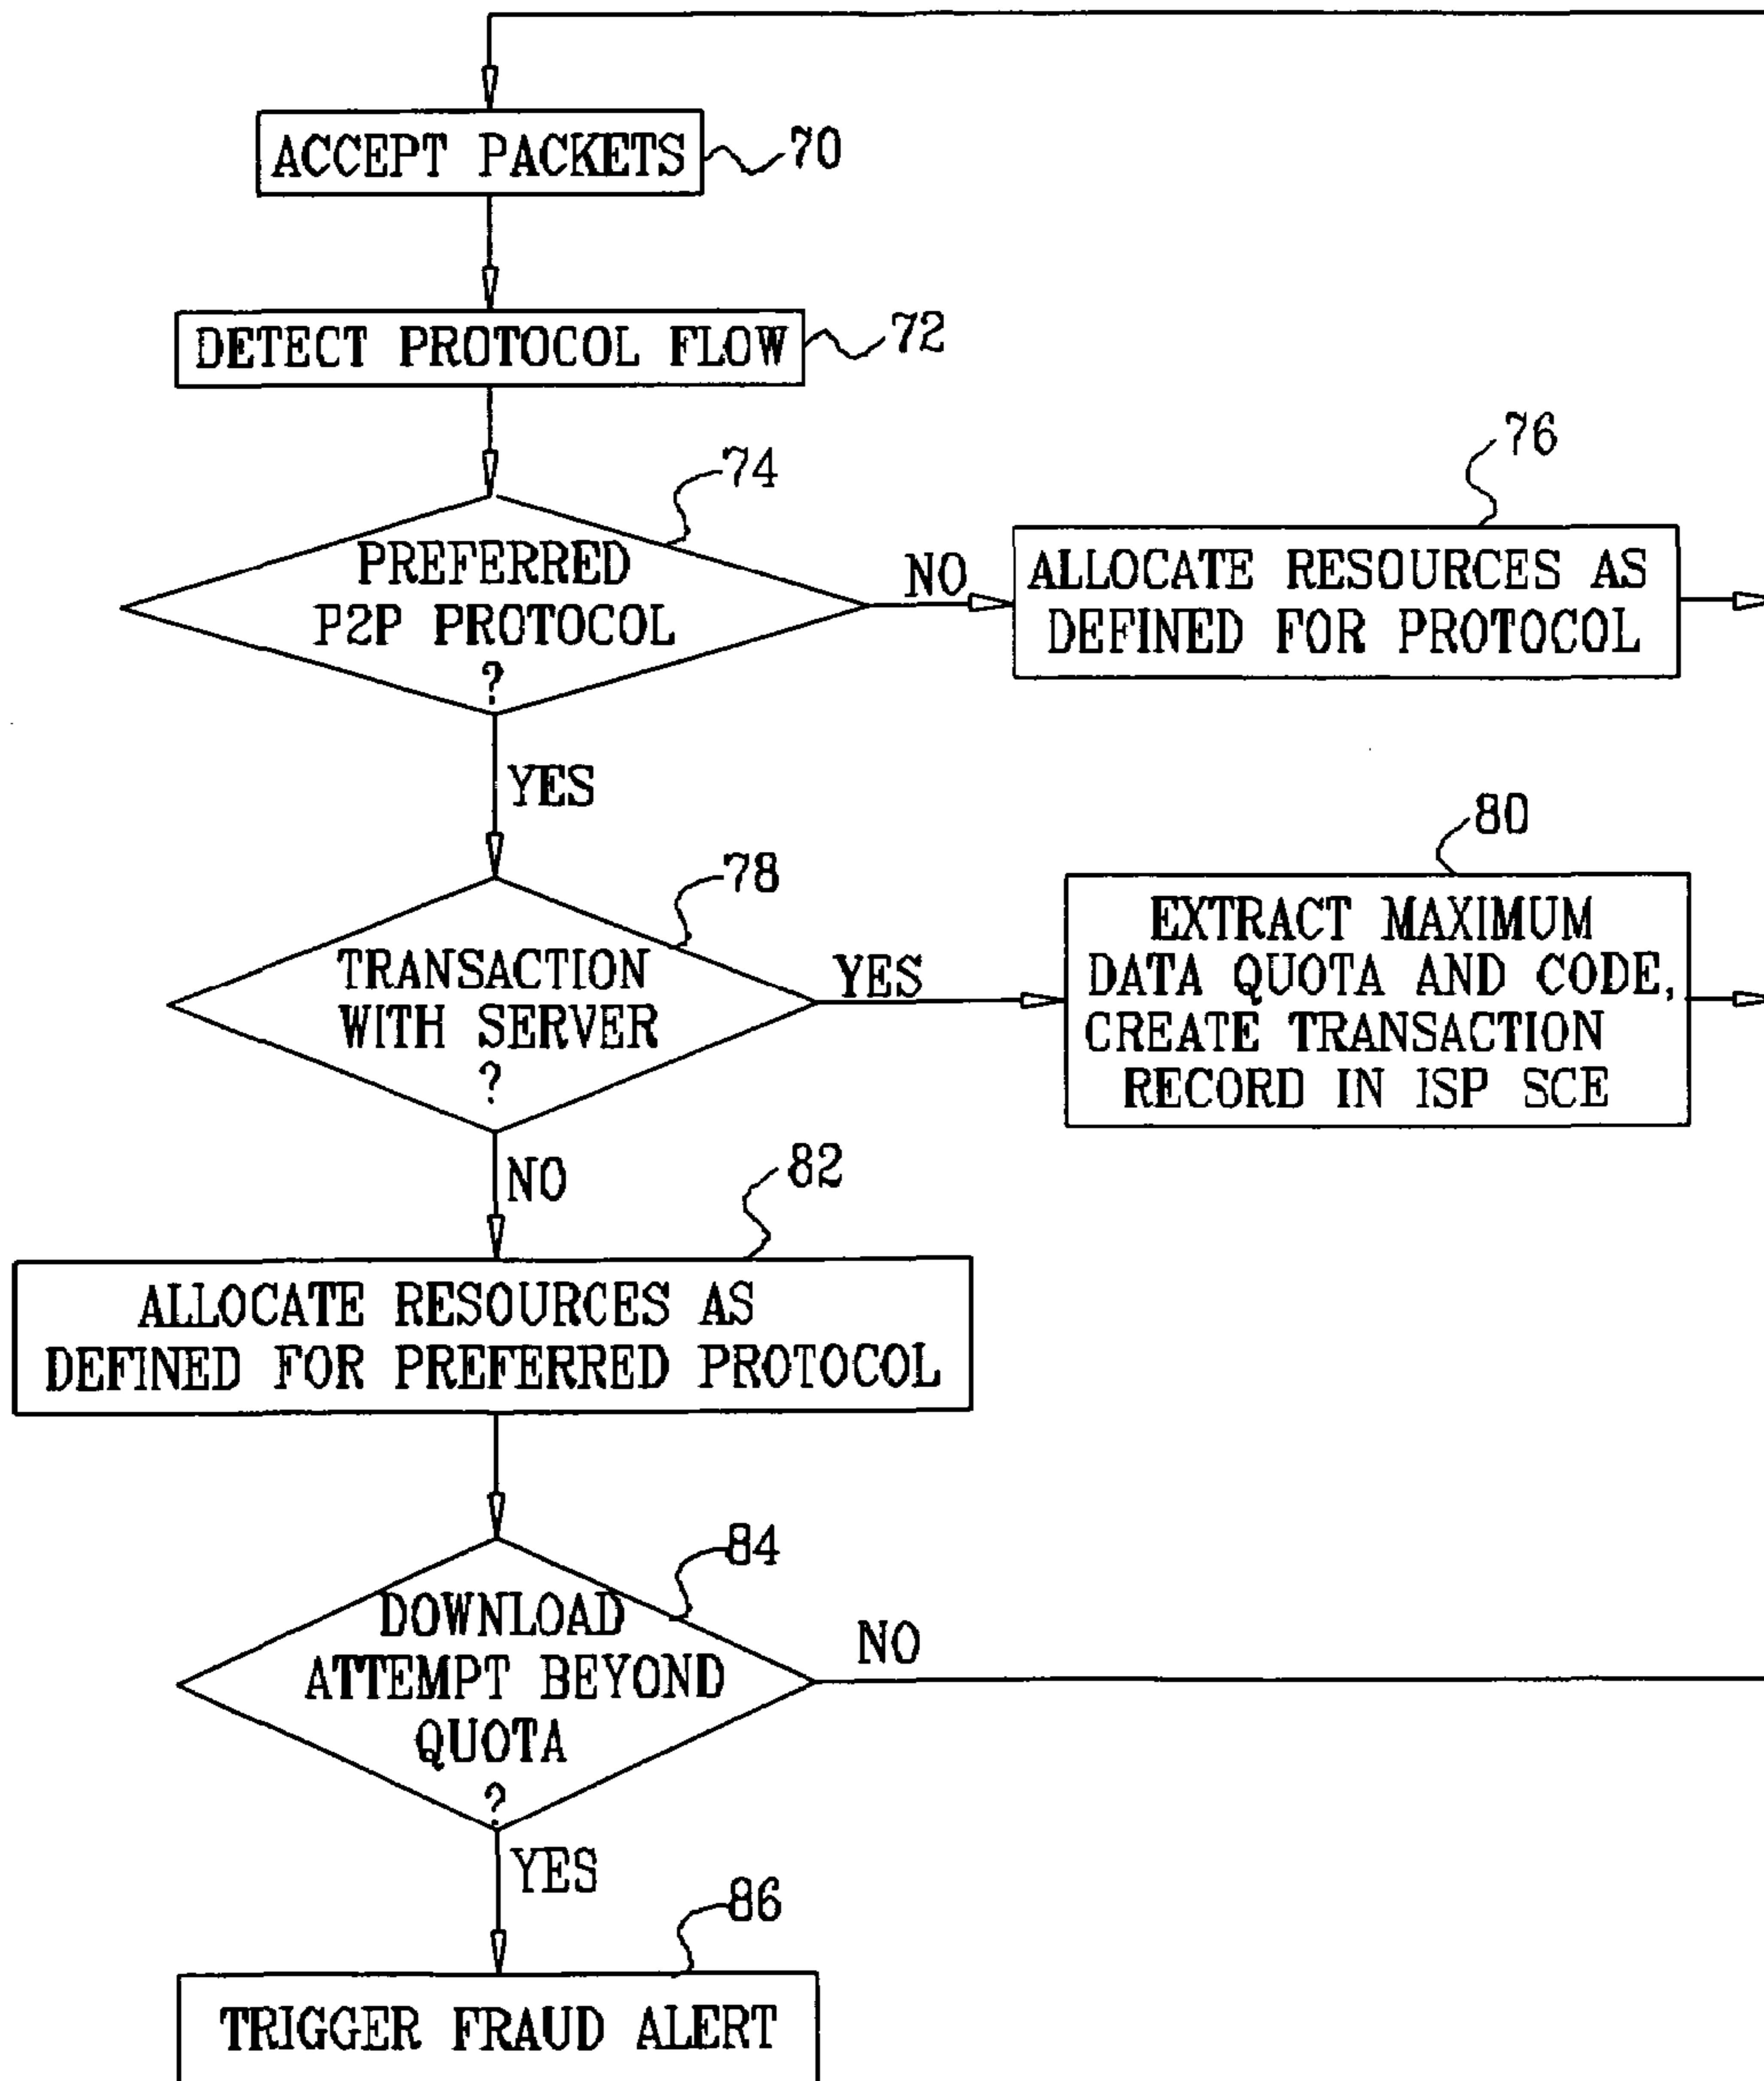 ACCEPT PACKETS
70
DETECT PROTOCOL FLOW
72
74
PREFERRED
P2P PROTOCOL
?
NO
76
ALLOCATE RESOURCES AS
DEFINED FOR PROTOCOL
YES
78
TRANSACTION
WITH SERVER
?
YES
80
EXTRACT MAXIMUM
DATA QUOTA AND CODE,
CREATE TRANSACTION
RECORD IN ISP SCE
NO
82
ALLOCATE RESOURCES AS
DEFINED FOR PREFERRED PROTOCOL
84
DOWNLOAD
ATTEMPT BEYOND
QUOTA
?
NO
YES
86
TRIGGER FRAUD ALERT